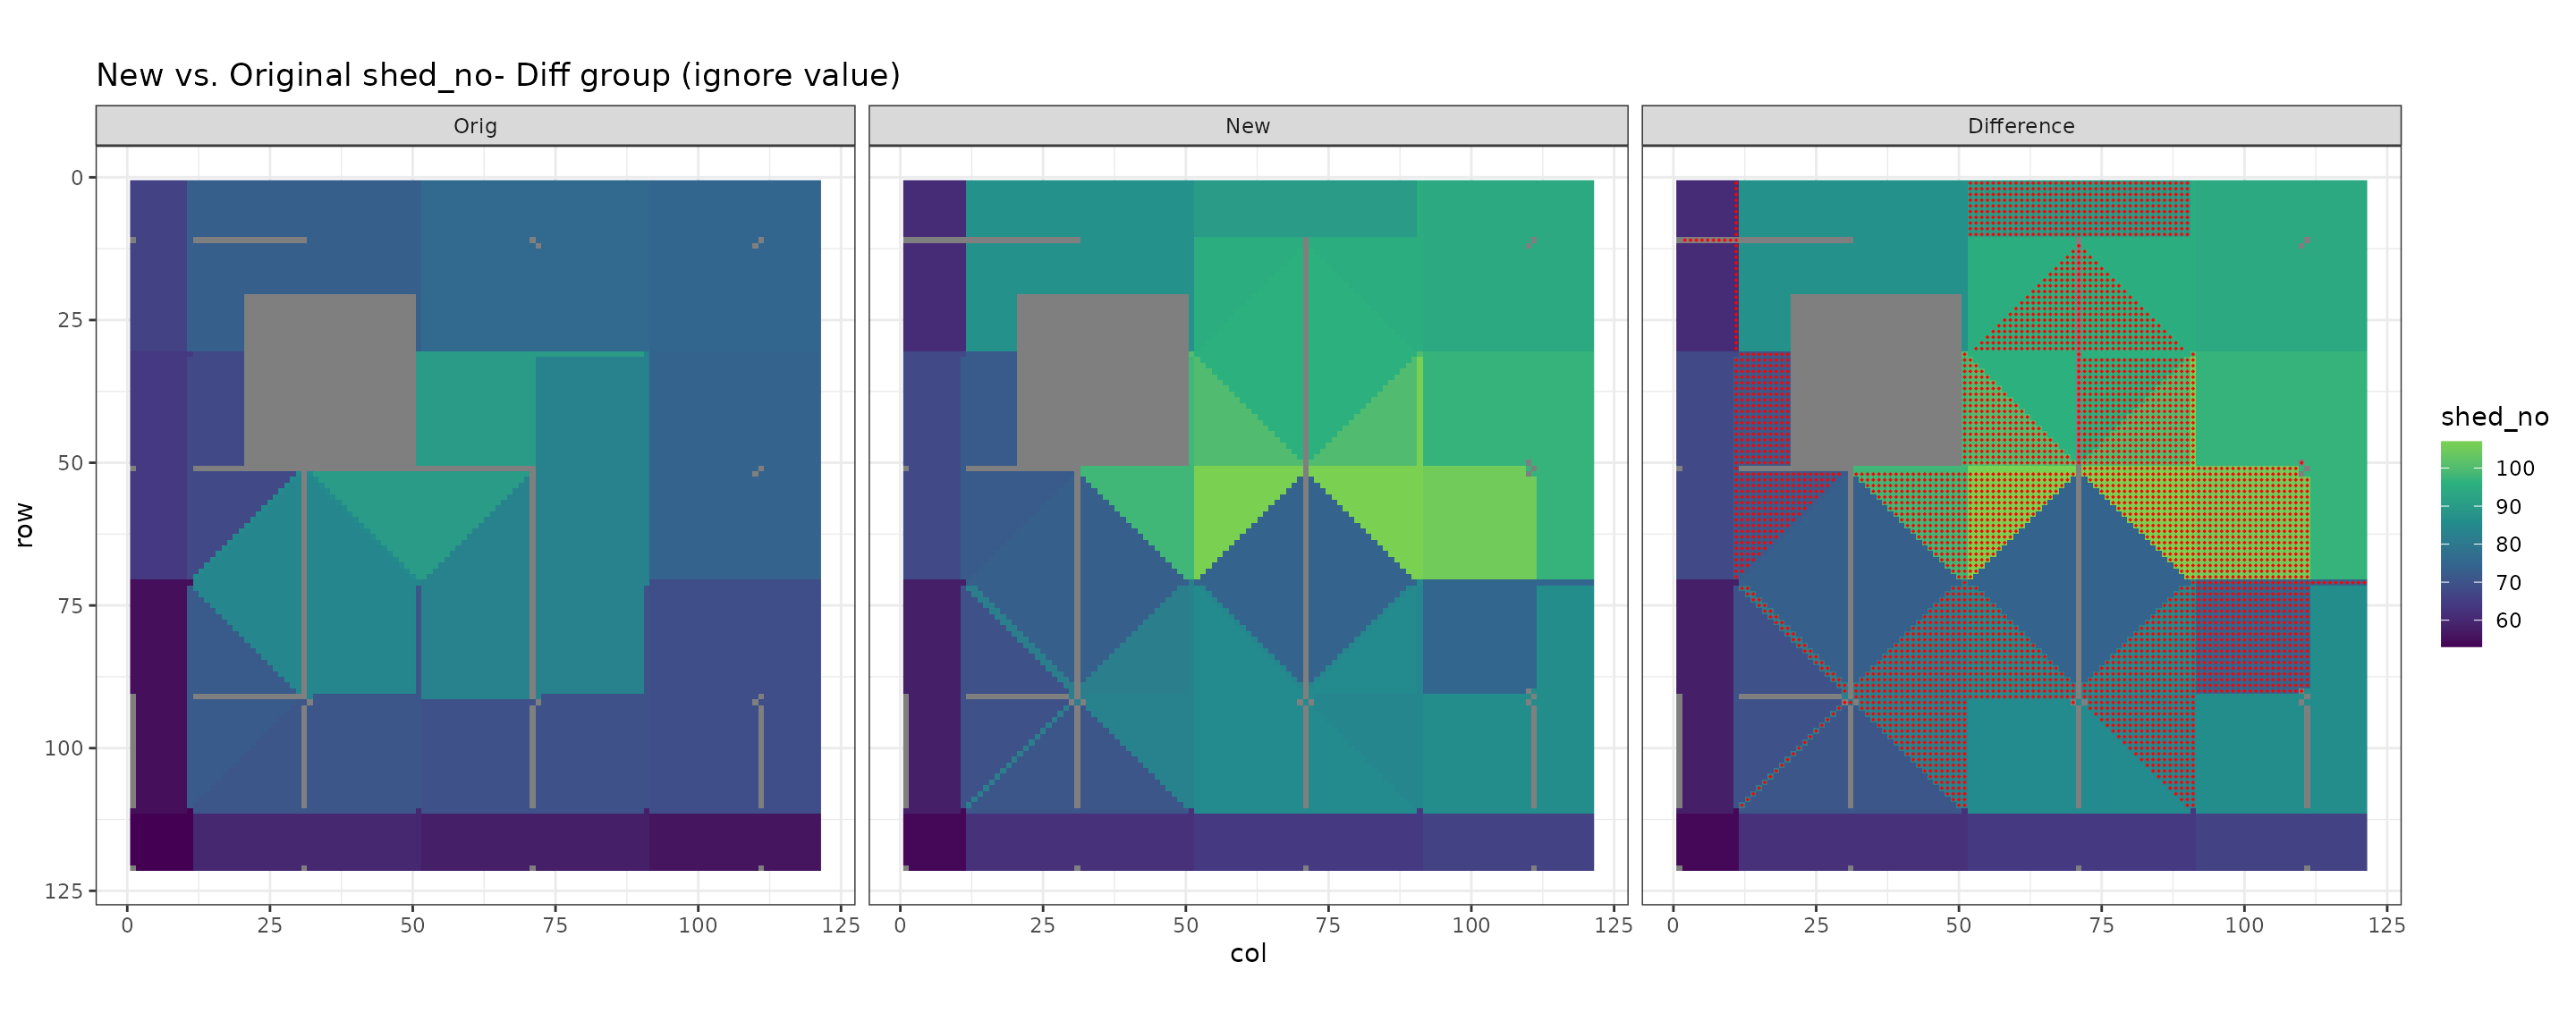 New vs. Original shed_no- Diff group (ignore value)
Orig New Difference
0
25
50
75
100
125
row
0 25 50 75 100 125 0 25 50 75 100 125 0 25 50 75 100 125
col
shed_no
100
90
80
70
60